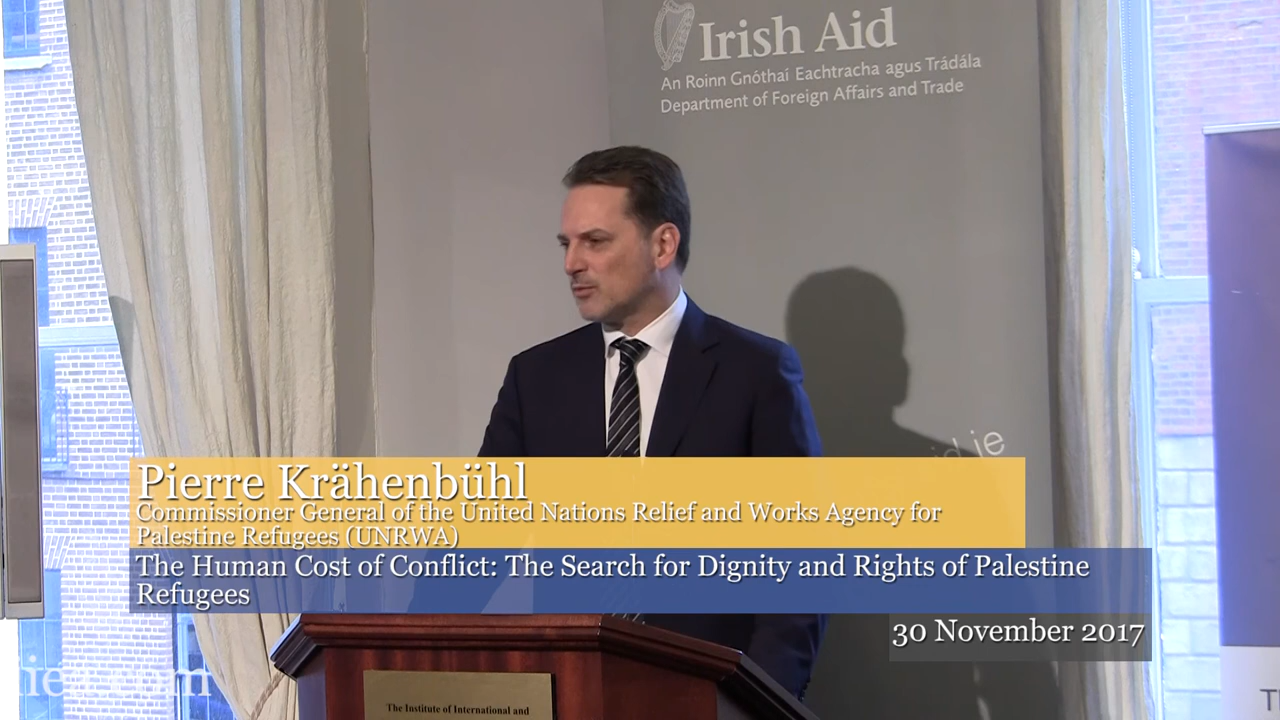 Irish Aid
An Roinn Gnóthaí Eachtracha agus Trádála
Department of Foreign Affairs and Trade
Pierre Krähenbühl
Commissioner General of the United Nations Relief and Works Agency for
Palestine Refugees (UNRWA)
The Human Cost of Conflict: The Search for Dignity and Rights of Palestine
Refugees
30 November 2017
The Institute of International and